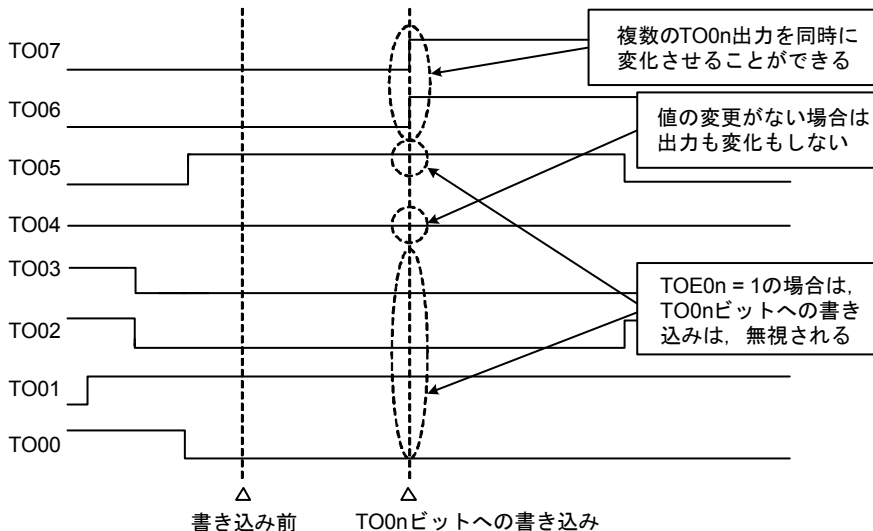 TO07
複数のTO0n出力を同時に
変化させることができる
TO06
値の変更がない場合は
出力も変化もしない
TO05
TO04
TO03
TOE0n = 1の場合は，
TO0nビットへの書き
込みは，無視される
TO02
TO01
TO00
書き込み前
TO0nビットへの書き込み